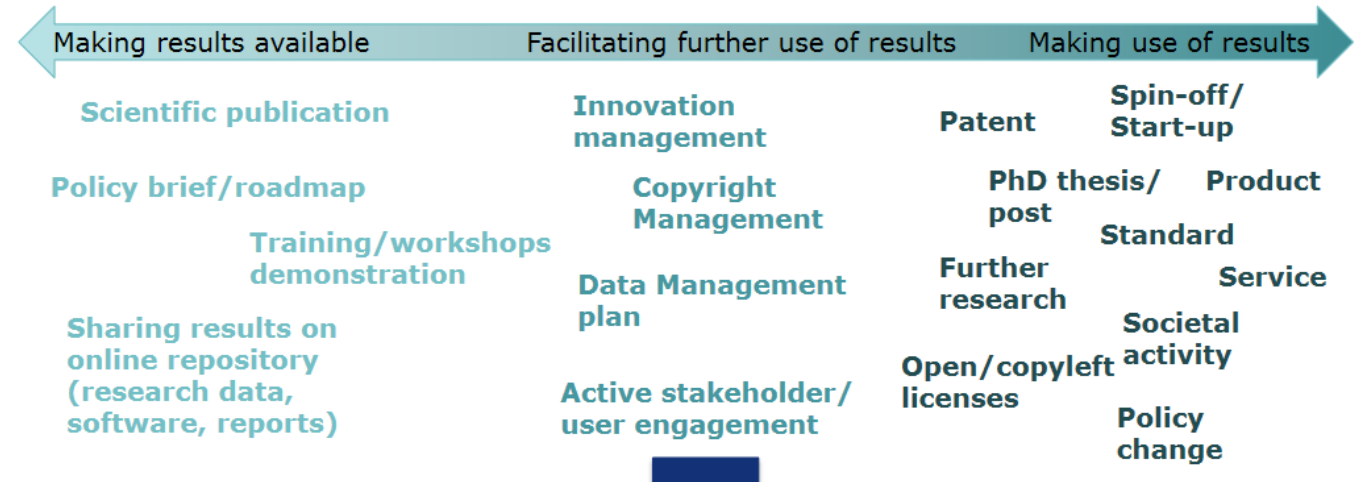 Making results available
Facilitating further use of results
Making use of results
Scientific publication
Policy brief/roadmap
Training/workshops
demonstration
Sharing results on
online repository
(research data,
software, reports)
Innovation
management
Copyright
Management
Data Management
plan
Active stakeholder/
user engagement
Patent
Spin-off/
Start-up
PhD thesis/
post
Product
Standard
Further
research
Service
Societal
activity
Open/copyleft
licenses
Policy
change